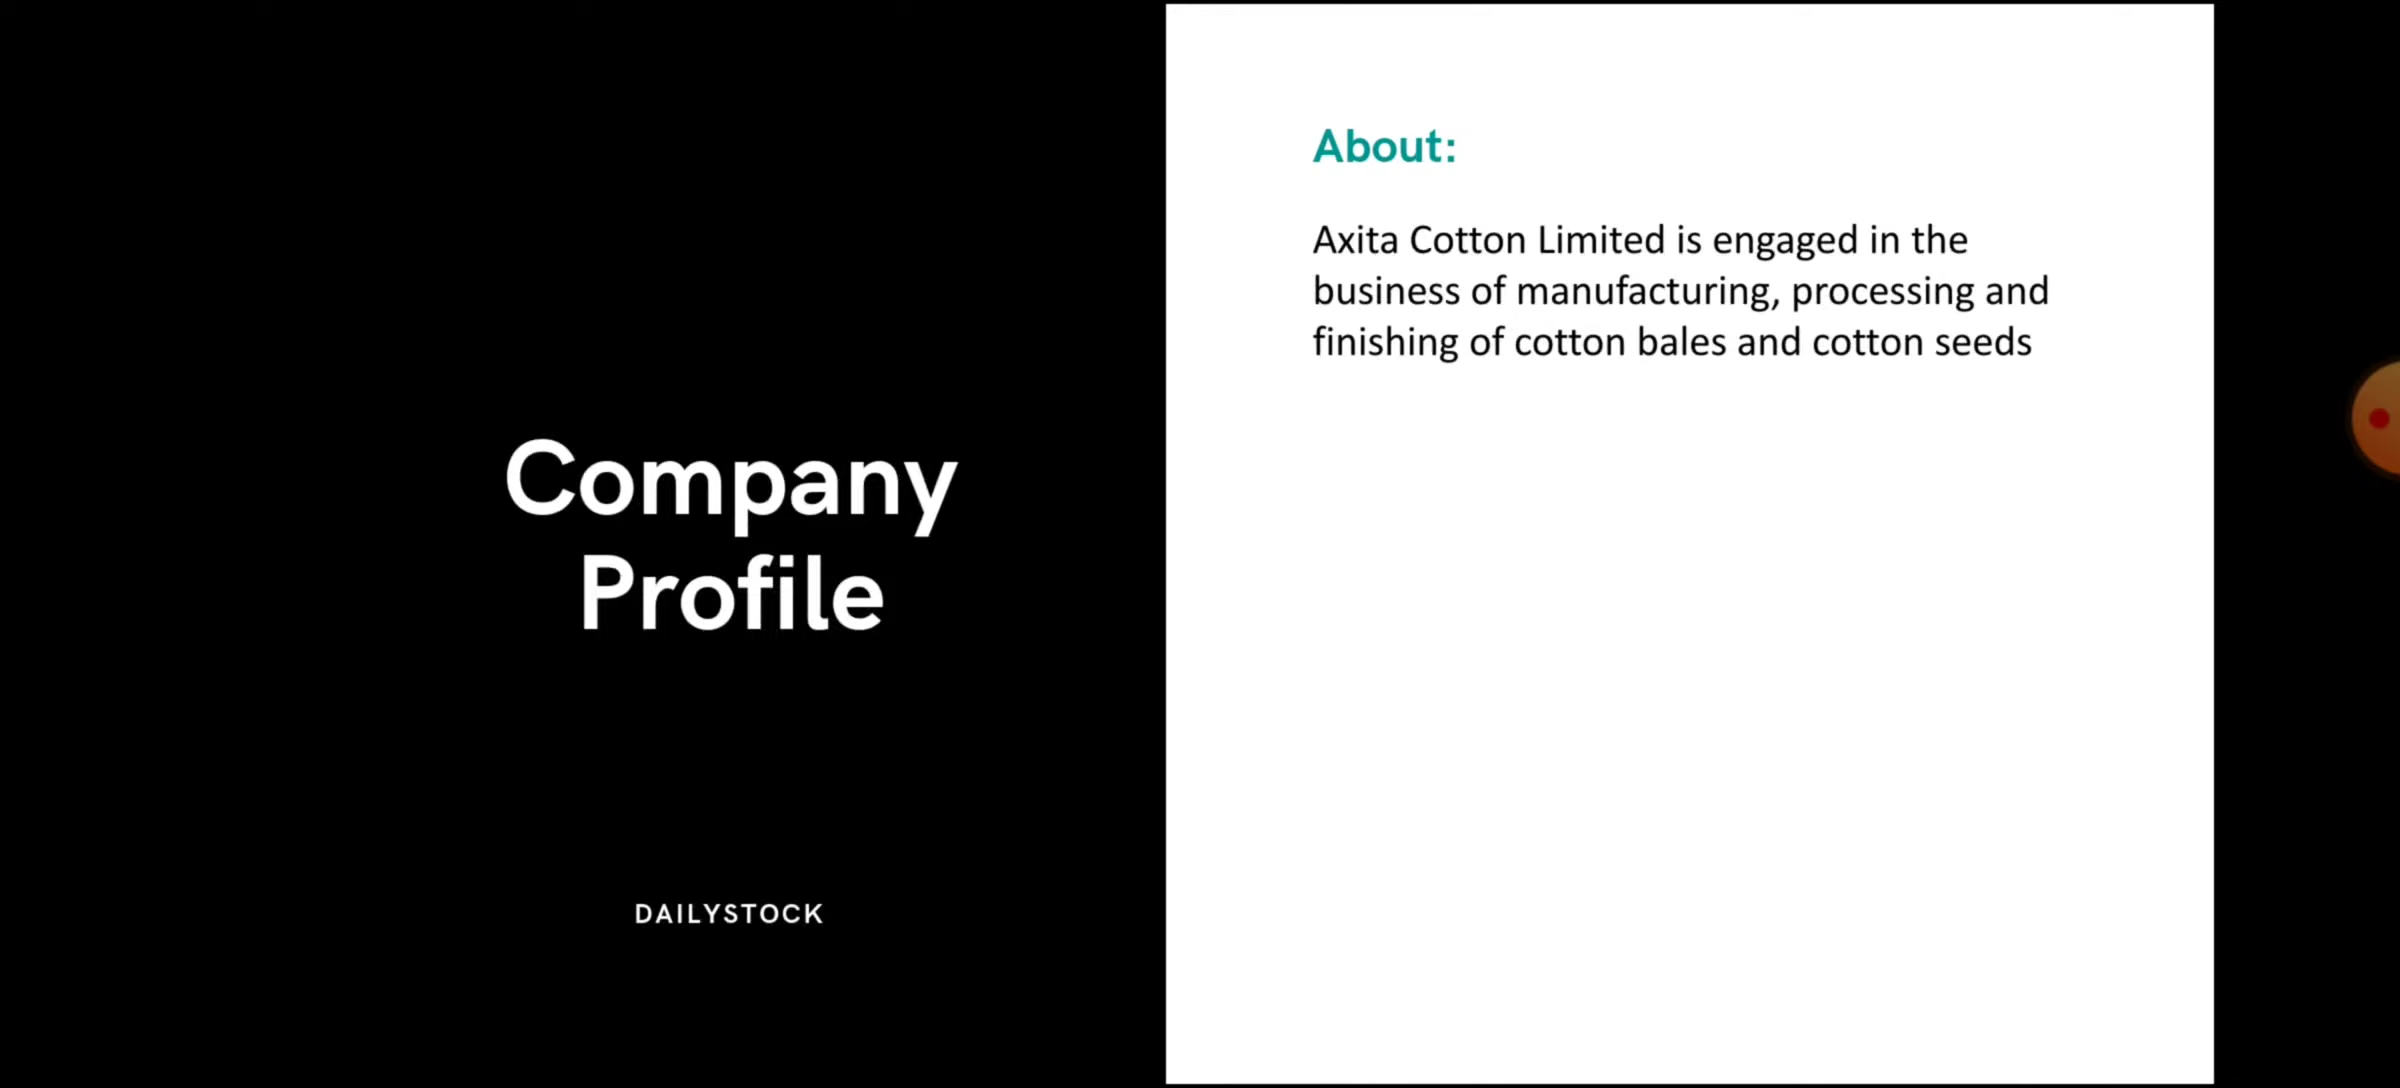 Company
Profile
DAILYSTOCK
About:
Axita Cotton Limited is engaged in the
business of manufacturing, processing and
finishing of cotton bales and cotton seeds